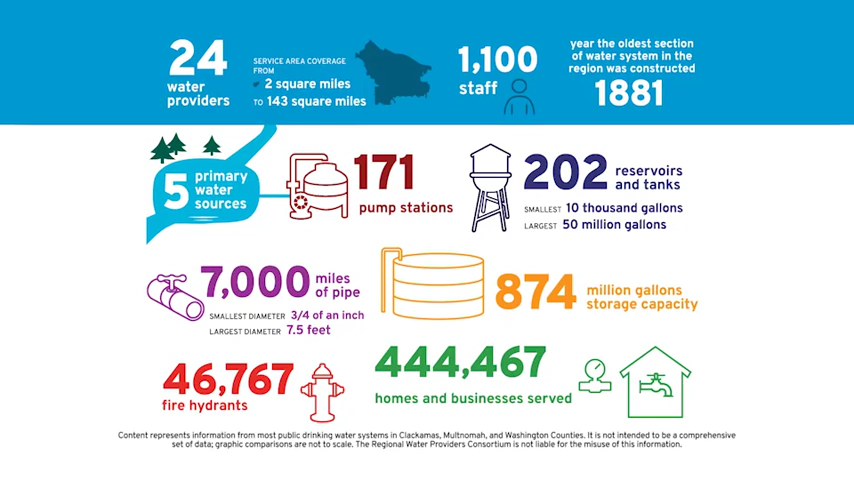 24
water
providers
SERVICE AREA COVERAGE
FROM
2 square miles
TO 143 square miles
1,100
staff
year the oldest section
of water system in the
region was constructed
1881
5
primary
water
sources
171
pump stations
202
reservoirs
and tanks
SMALLEST 10 thousand gallons
LARGEST 50 million gallons
7,000
miles
of pipe
SMALLEST DIAMETER 3/4 of an inch
LARGEST DIAMETER 7.5 feet
874
million gallons
storage capacity
46,767
fire hydrants
444,467
homes and businesses served
Content represents information from most public drinking water systems in Clackamas, Multnomah, and Washington Counties. It is not intended to be a comprehensive
set of data; graphic comparisons are not to scale. The Regional Water Providers Consortium is not liable for the misuse of this information.